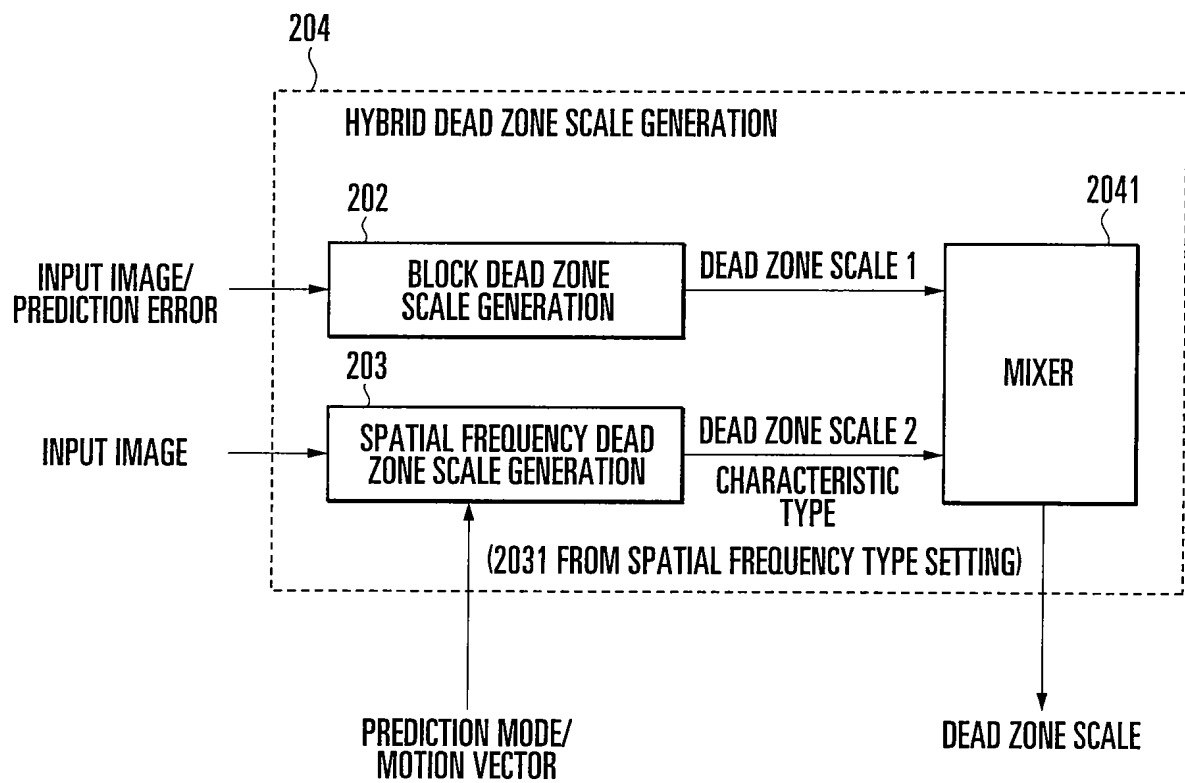 204
HYBRID DEAD ZONE SCALE GENERATION
202
2041
INPUT IMAGE/
PREDICTION ERROR
BLOCK DEAD ZONE
SCALE GENERATION
DEAD ZONE SCALE 1
MIXER
203
INPUT IMAGE
SPATIAL FREQUENCY DEAD
ZONE SCALE GENERATION
DEAD ZONE SCALE 2
CHARACTERISTIC
TYPE
(2031 FROM SPATIAL FREQUENCY TYPE SETTING)
PREDICTION MODE/
MOTION VECTOR
DEAD ZONE SCALE